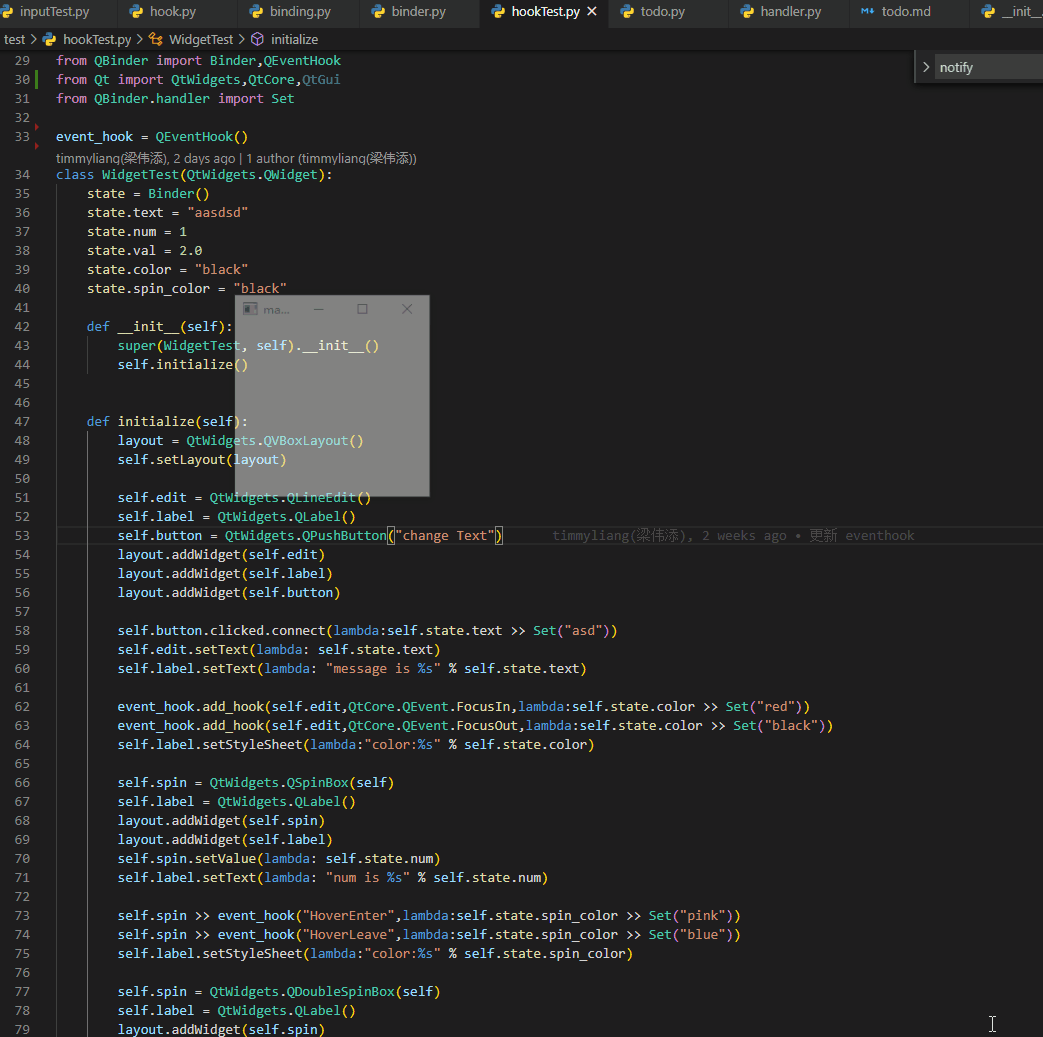 inputTest.py hook.py binding.py binder.py hookTest.py todo.py handler.py todo.md __init__
test > hookTest.py > WidgetTest > initialize
notify
29 from QBinder import Binder,QEventHook
30 from Qt import QtWidgets,QtCore,QtGui
31 from QBinder.handler import Set
32
33 event_hook = QEventHook()
timmyliang(梁伟添), 2 days ago | 1 author (timmyliang(梁伟添))
34 class WidgetTest(QtWidgets.QWidget):
35 state = Binder()
36 state.text = "aasdsd"
37 state.num = 1
38 state.val = 2.0
39 state.color = "black"
40 state.spin_color = "black"
41
ma...
42 def __init__(self):
43 super(WidgetTest, self).__init__()
44 self.initialize()
45
46
47 def initialize(self):
48 layout = QtWidgets.QVBoxLayout()
49 self.setLayout(layout)
50
51 self.edit = QtWidgets.QLineEdit()
52 self.label = QtWidgets.QLabel()
53 self.button = QtWidgets.QPushButton("change Text") timmyliang(梁伟添), 2 weeks ago • 更新 eventhook
54 layout.addWidget(self.edit)
55 layout.addWidget(self.label)
56 layout.addWidget(self.button)
57
58 self.button.clicked.connect(lambda:self.state.text >> Set("asd"))
59 self.edit.setText(lambda: self.state.text)
60 self.label.setText(lambda: "message is %s" % self.state.text)
61
62 event_hook.add_hook(self.edit,QtCore.QEvent.FocusIn,lambda:self.state.color >> Set("red"))
63 event_hook.add_hook(self.edit,QtCore.QEvent.FocusOut,lambda:self.state.color >> Set("black"))
64 self.label.setStyleSheet(lambda:"color:%s" % self.state.color)
65
66 self.spin = QtWidgets.QSpinBox(self)
67 self.label = QtWidgets.QLabel()
68 layout.addWidget(self.spin)
69 layout.addWidget(self.label)
70 self.spin.setValue(lambda: self.state.num)
71 self.label.setText(lambda: "num is %s" % self.state.num)
72
73 self.spin >> event_hook("HoverEnter",lambda:self.state.spin_color >> Set("pink"))
74 self.spin >> event_hook("HoverLeave",lambda:self.state.spin_color >> Set("blue"))
75 self.label.setStyleSheet(lambda:"color:%s" % self.state.spin_color)
76
77 self.spin = QtWidgets.QDoubleSpinBox(self)
78 self.label = QtWidgets.QLabel()
79 layout.addWidget(self.spin)